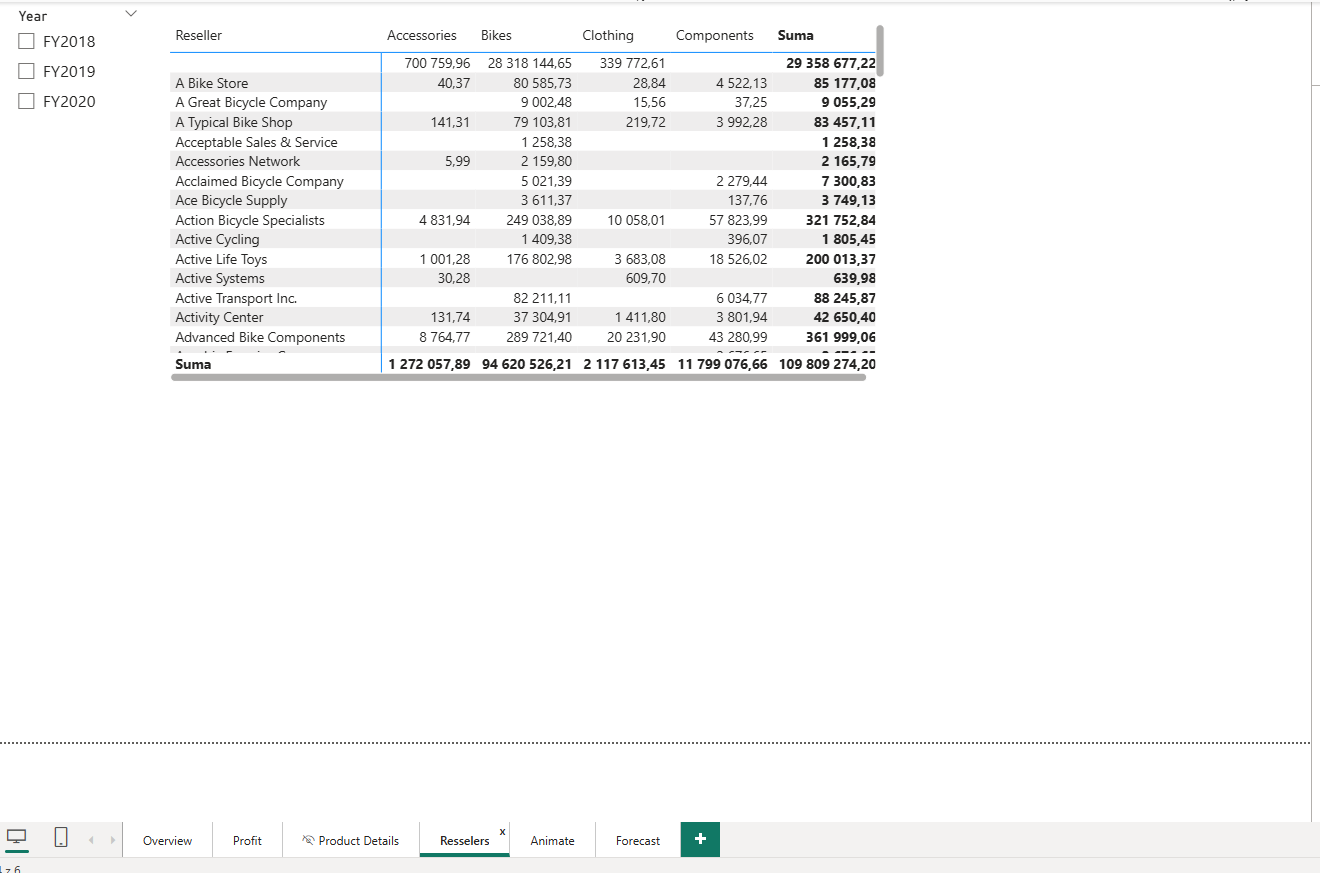 Year
FY2018
FY2019
FY2020
Reseller Accessories Bikes Clothing Components Suma
700 759,96 28 318 144,65 339 772,61 29 358 677,22
A Bike Store 40,37 80 585,73 28,84 4 522,13 85 177,08
A Great Bicycle Company 9 002,48 15,56 37,25 9 055,29
A Typical Bike Shop 141,31 79 103,81 219,72 3 992,28 83 457,11
Acceptable Sales & Service 1 258,38 1 258,38
Accessories Network 5,99 2 159,80 2 165,79
Acclaimed Bicycle Company 5 021,39 2 279,44 7 300,83
Ace Bicycle Supply 3 611,37 137,76 3 749,13
Action Bicycle Specialists 4 831,94 249 038,89 10 058,01 57 823,99 321 752,84
Active Cycling 1 409,38 396,07 1 805,45
Active Life Toys 1 001,28 176 802,98 3 683,08 18 526,02 200 013,37
Active Systems 30,28 609,70 639,98
Active Transport Inc. 82 211,11 6 034,77 88 245,87
Activity Center 131,74 37 304,91 1 411,80 3 801,94 42 650,40
Advanced Bike Components 8 764,77 289 721,40 20 231,90 43 280,99 361 999,06
Suma 1 272 057,89 94 620 526,21 2 117 613,45 11 799 076,66 109 809 274,20
Overview Profit Product Details Resselers x Animate Forecast +
z 6